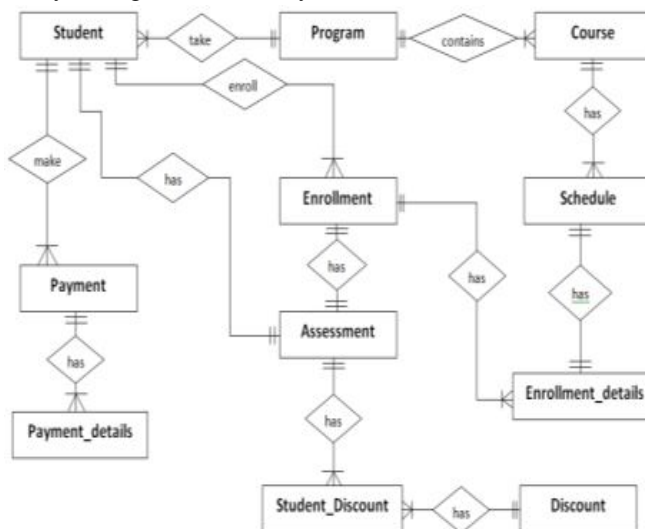 Student
take
Program
contains
Course
enroll
has
make
has
Enrollment
Schedule
has
has
has
Payment
Assessment
has
has
Enrollment_details
Payment_details
Student_Discount
has
Discount